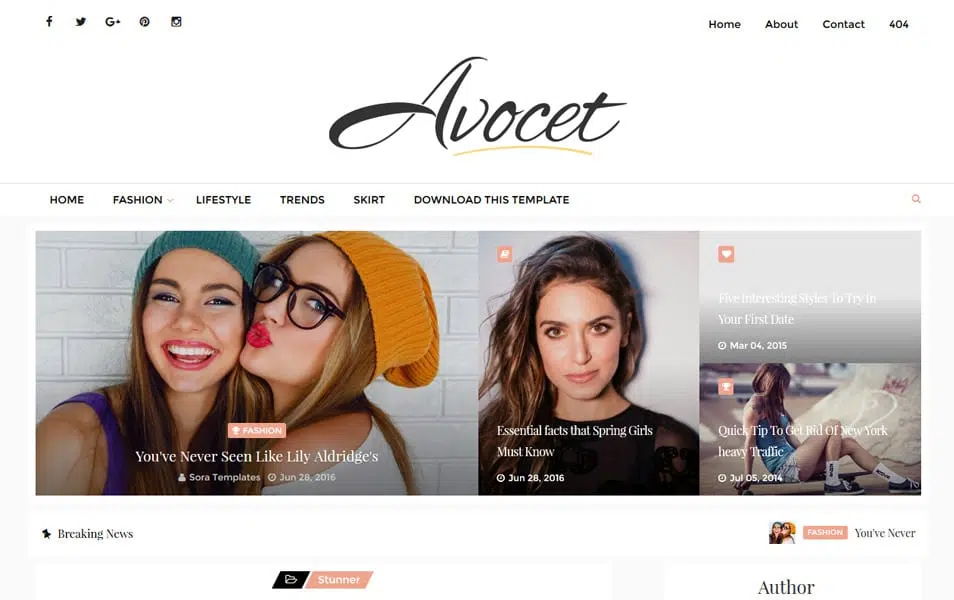 Home About Contact 404
Avocet
HOME FASHION LIFESTYLE TRENDS SKIRT DOWNLOAD THIS TEMPLATE
FASHION
You've Never Seen Like Lily Aldridge's
Sora Templates Jun 28, 2016
Essential facts that Spring Girls
Must Know
Jun 28, 2016
Five Interesting Styles To Try In
Your First Date
Mar 04, 2015
Quick Tip To Get Rid Of New York
heavy Traffic
Jul 05, 2014
Breaking News
FASHION You've Never
Stunner
Author